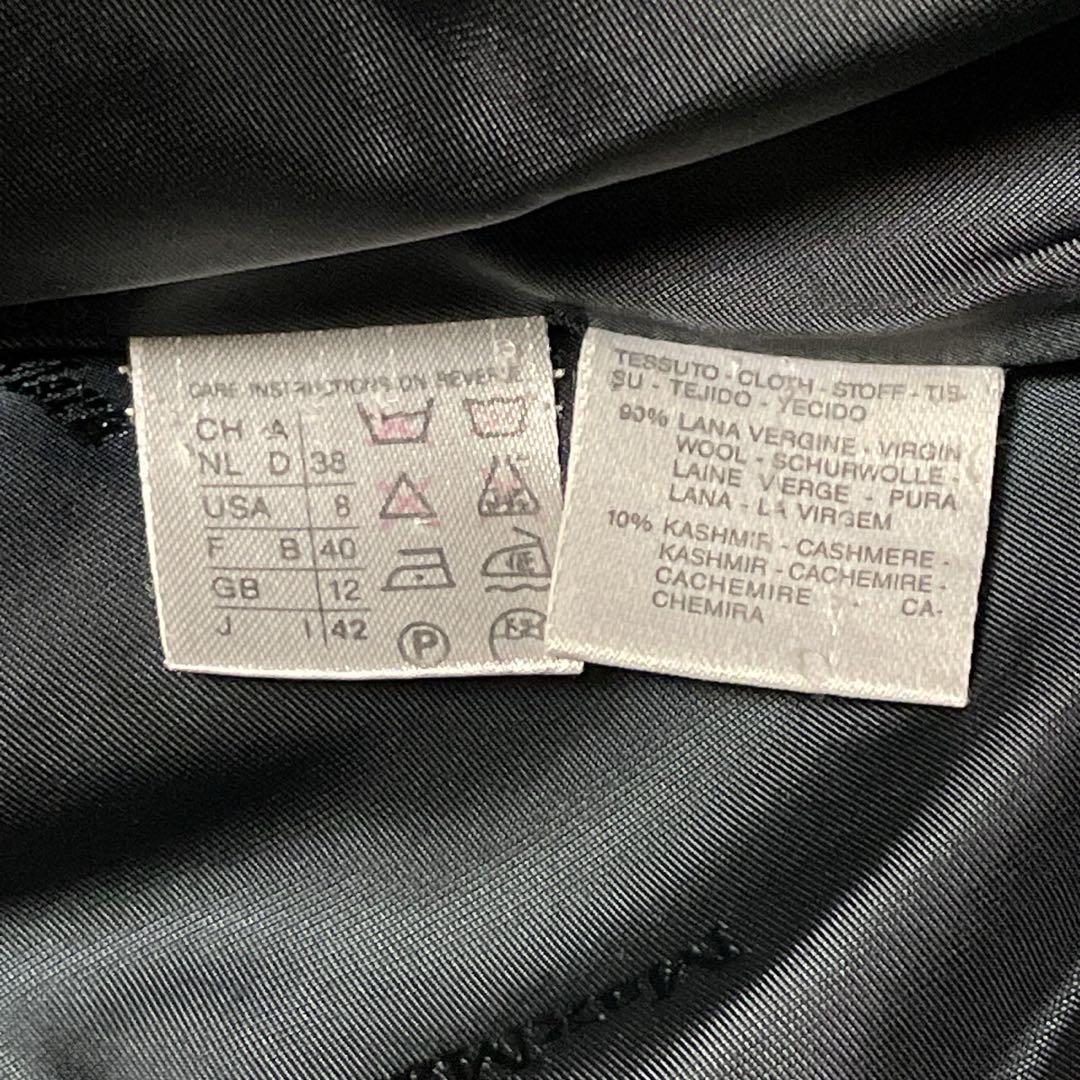 CARE INSTRUCTIONS ON REVERSE
CH A
NL D 38
USA 8
F B 40
GB 12
J I 42
P
TESSUTO - CLOTH - STOFF - TIS-
SU - TEJIDO - TECIDO
90% LANA VERGINE - VIRGIN
WOOL - SCHURWOLLE -
LAINE VIERGE - PURA
LANA - LA VIRGEM
10% KASHMIR - CASHMERE -
KASHMIR - CACHEMIRE -
CACHEMIRE - CA-
CHEMIRA